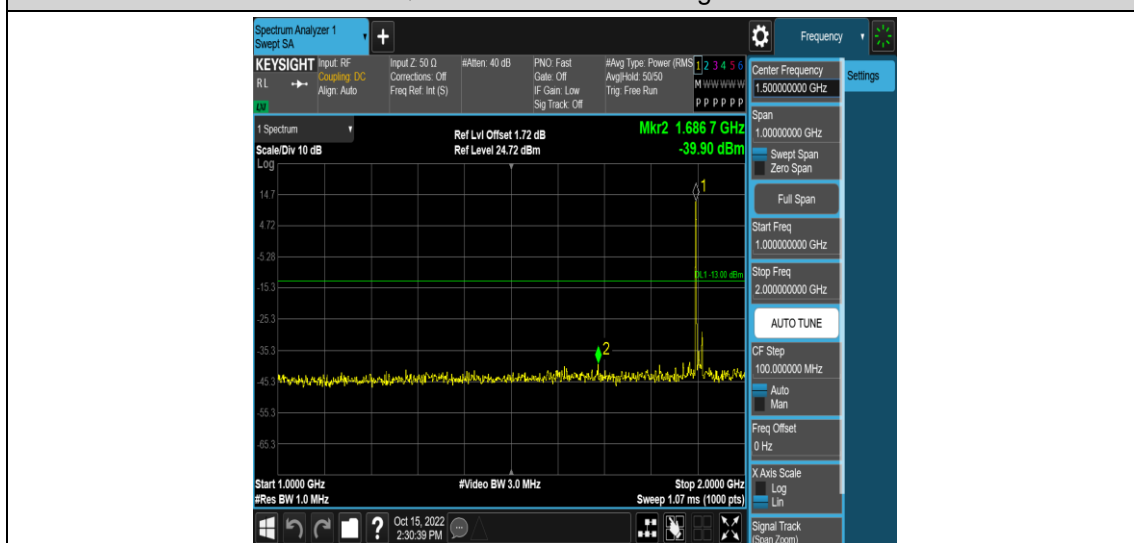 Spectrum Analyzer 1
Swept SA
+
Frequency
KEYSIGHT
RL
LV
Input: RF
Coupling: DC
Align: Auto
Input Z: 50 Ω
Corrections: Off
Freq Ref: Int (S)
#Atten: 40 dB
PNO: Fast
Gate: Off
IF Gain: Low
Sig Track: Off
#Avg Type: Power (RMS
Avg|Hold: 50/50
Trig: Free Run
1 2 3 4 5 6
M W W W W W
P P P P P P
1 Spectrum
Scale/Div 10 dB
Log
Ref Lvl Offset 1.72 dB
Ref Level 24.72 dBm
Mkr2 1.686 7 GHz
-39.90 dBm
14.7
4.72
-5.28
-15.3
-25.3
-35.3
-45.3
-55.3
-65.3
1
DL1 -13.00 dBm
2
Start 1.0000 GHz
#Res BW 1.0 MHz
#Video BW 3.0 MHz
Stop 2.0000 GHz
Sweep 1.07 ms (1000 pts)
Center Frequency
1.500000000 GHz
Settings
Span
1.00000000 GHz
Swept Span
Zero Span
Full Span
Start Freq
1.000000000 GHz
Stop Freq
2.000000000 GHz
AUTO TUNE
CF Step
100.000000 MHz
Auto
Man
Freq Offset
0 Hz
X Axis Scale
Log
Lin
Signal Track
(Span Zoom)
?
Oct 15, 2022
2:30:39 PM